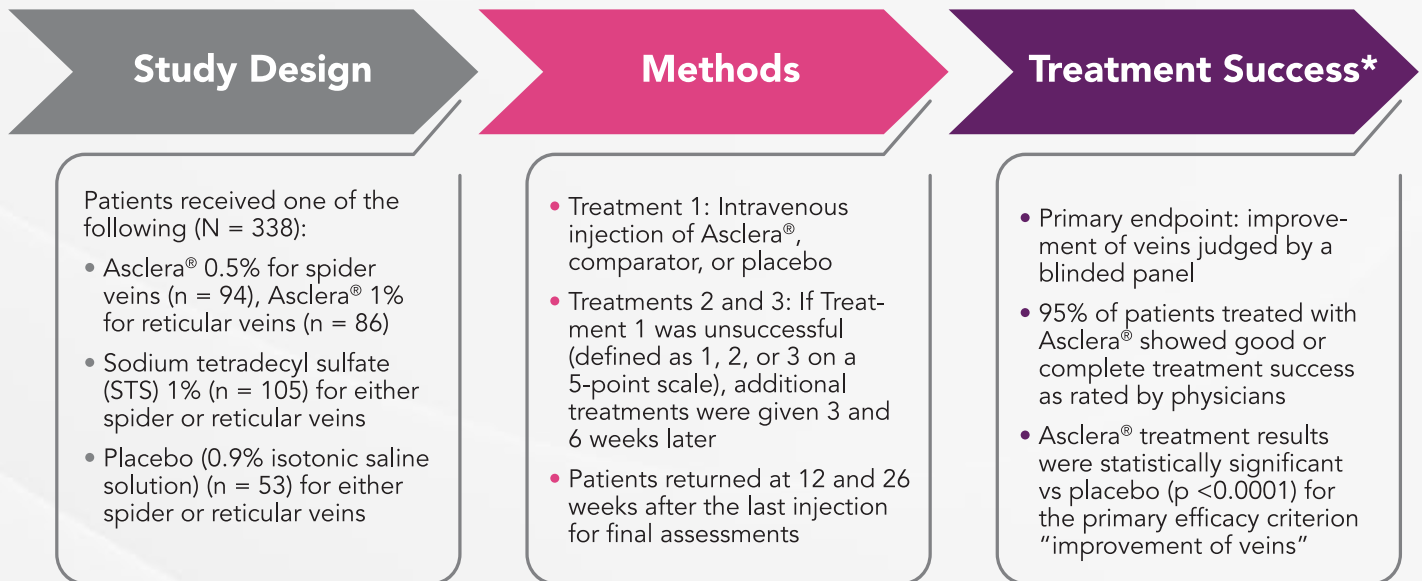 Study Design
Patients received one of the
following (N = 338):
• Asclera® 0.5% for spider
veins (n = 94), Asclera® 1%
for reticular veins (n = 86)
• Sodium tetradecyl sulfate
(STS) 1% (n = 105) for either
spider or reticular veins
• Placebo (0.9% isotonic saline
solution) (n = 53) for either
spider or reticular veins
Methods
• Treatment 1: Intravenous
injection of Asclera®,
comparator, or placebo
• Treatments 2 and 3: If Treat-
ment 1 was unsuccessful
(defined as 1, 2, or 3 on a
5-point scale), additional
treatments were given 3 and
6 weeks later
• Patients returned at 12 and 26
weeks after the last injection
for final assessments
Treatment Success*
• Primary endpoint: improve-
ment of veins judged by a
blinded panel
• 95% of patients treated with
Asclera® showed good or
complete treatment success
as rated by physicians
• Asclera® treatment results
were statistically significant
vs placebo (p <0.0001) for
the primary efficacy criterion
“improvement of veins”